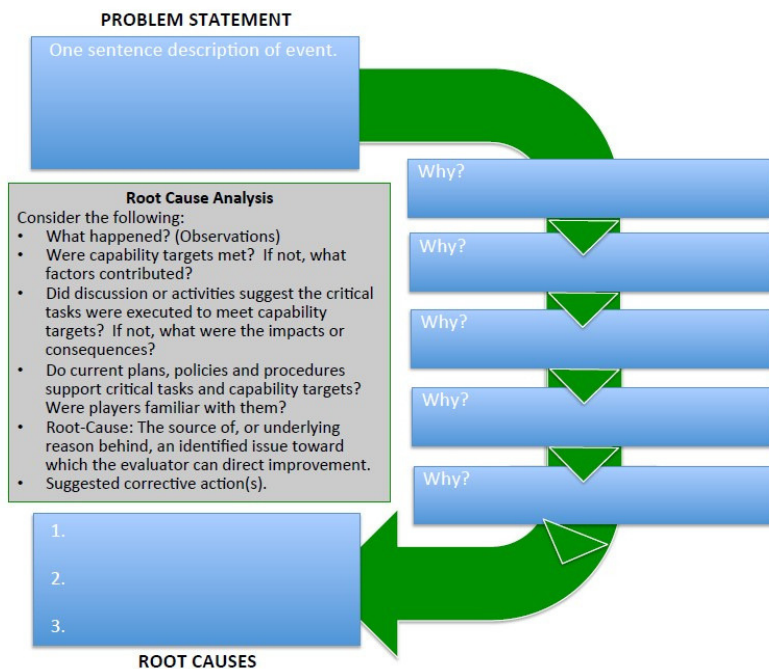 PROBLEM STATEMENT
One sentence description of event.
Why?
Why?
Why?
Why?
Why?
Root Cause Analysis
Consider the following:
• What happened? (Observations)
• Were capability targets met?  If not, what
factors contributed?
• Did discussion or activities suggest the critical
tasks were executed to meet capability
targets?  If not, what were the impacts or
consequences?
• Do current plans, policies and procedures
support critical tasks and capability targets?
Were players familiar with them?
• Root-Cause: The source of, or underlying
reason behind, an identified issue toward
which the evaluator can direct improvement.
• Suggested corrective action(s).
1.
2.
3.
ROOT CAUSES